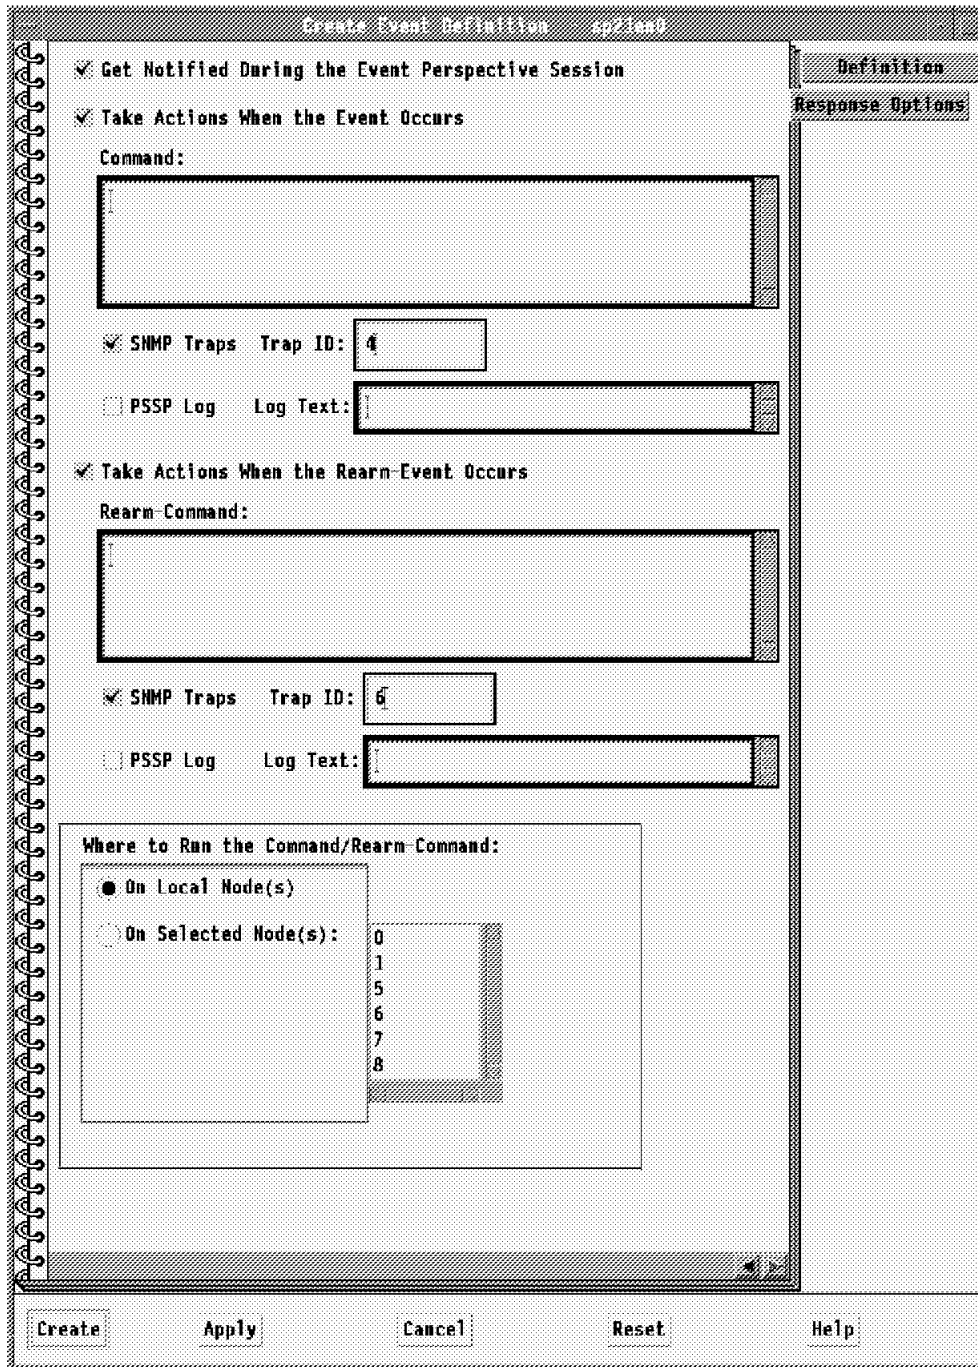 Create Event Definition sp2len0
Get Notified During the Event Perspective Session
Definition
Take Actions When the Event Occurs
Response Options
Command:
SNMP Traps Trap ID: 4
PSSP Log Log Text:
Take Actions When the Rearm-Event Occurs
Rearm-Command:
SNMP Traps Trap ID: 6
PSSP Log Log Text:
Where to Run the Command/Rearm-Command:
On Local Node(s)
On Selected Node(s):
0
1
5
6
7
8
Create Apply Cancel Reset Help